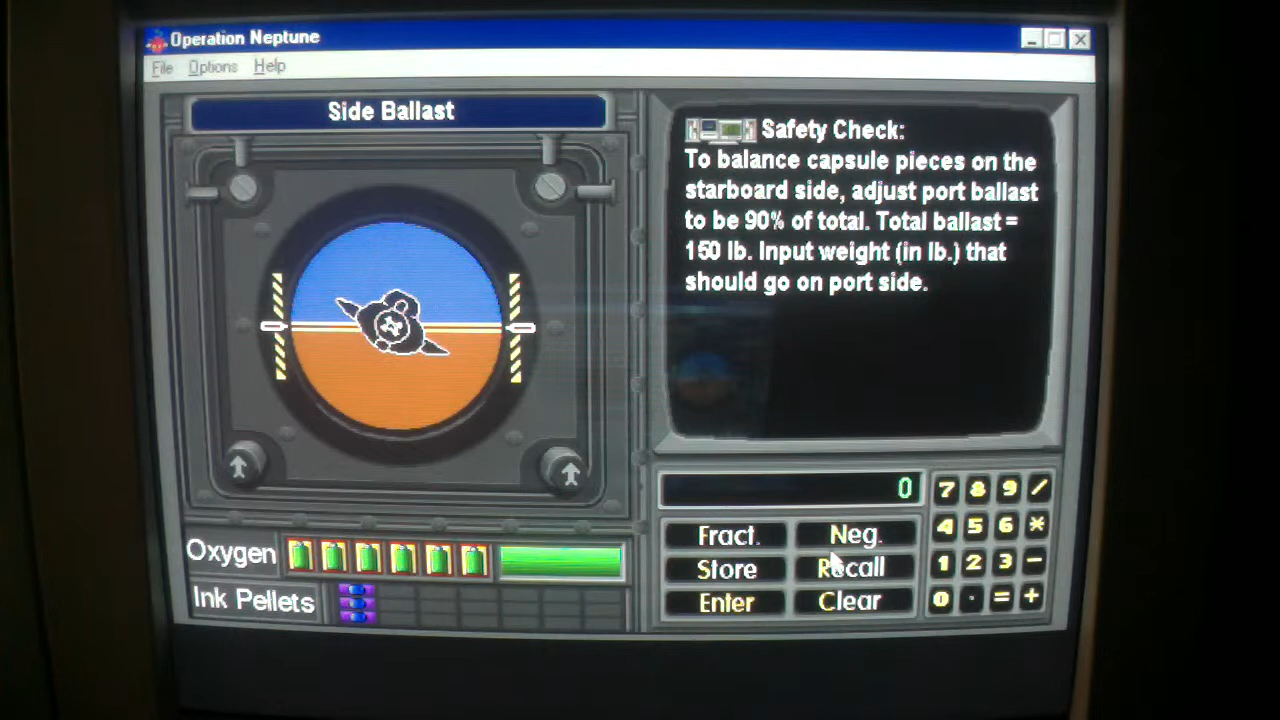 Operation Neptune
File Options Help
Side Ballast
Safety Check:
To balance capsule pieces on the
starboard side, adjust port ballast
to be 90% of total. Total ballast =
150 lb. Input weight (in lb.) that
should go on port side.
0
7 8 9 /
Fract. Neg.
4 5 6 *
Store Recall
1 2 3 -
Enter Clear
0 . = +
Oxygen
Ink Pellets